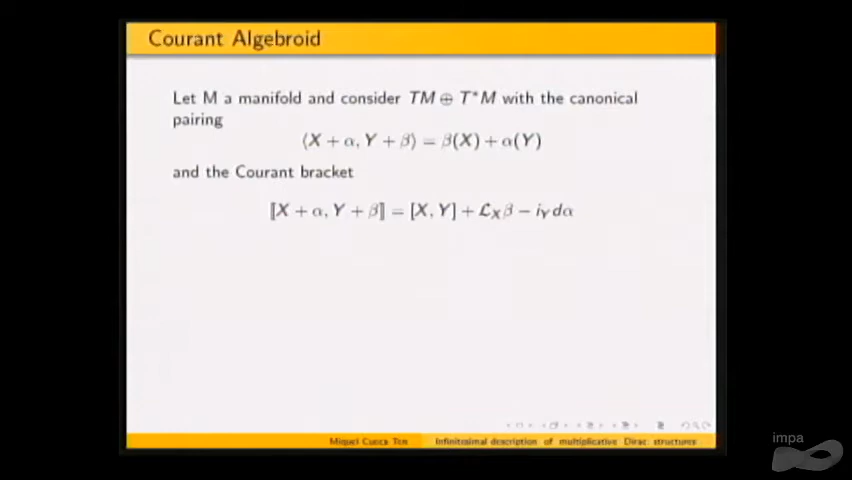 Courant Algebroid
Let M a manifold and consider TM ⊕ T*M with the canonical
pairing
⟨X + α, Y + β⟩ = β(X) + α(Y)
and the Courant bracket
⟦X + α, Y + β⟧ = [X, Y] + ℒ_Xβ − i_Y dα
Miquel Cueca Ten Infinitesimal description of multiplicative Dirac structures
impa